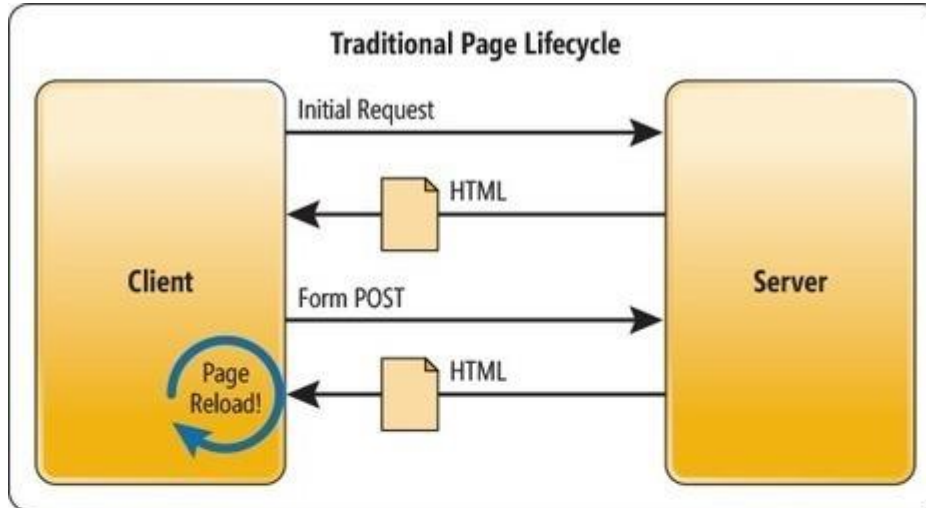 Traditional Page Lifecycle
Initial Request
HTML
Client
Server
Form POST
HTML
Page
Reload!